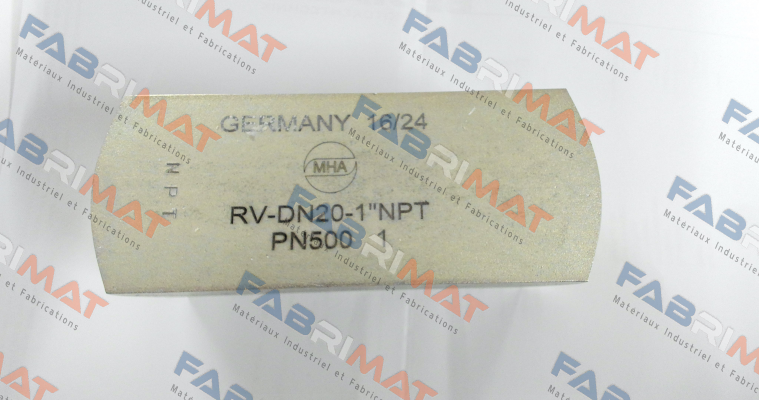 GERMANY 16/24
MHA
RV-DN20-1"NPT
PN500 1
NPT
FABRIMAT
Matériaux Industriel et Fabrications